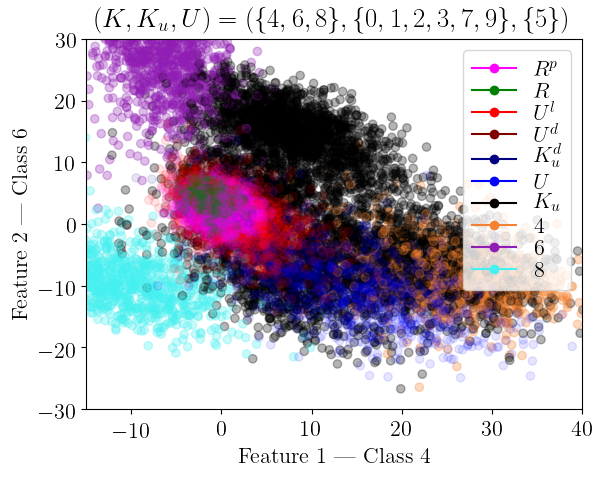 (K, K_u, U) = ({4, 6, 8}, {0, 1, 2, 3, 7, 9}, {5})
30
20
10
0
−10
−20
−30
−10
0
10
20
30
40
Feature 2 — Class 6
Feature 1 — Class 4
R^p
R
U^l
U^d
K_u^d
U
K_u
4
6
8